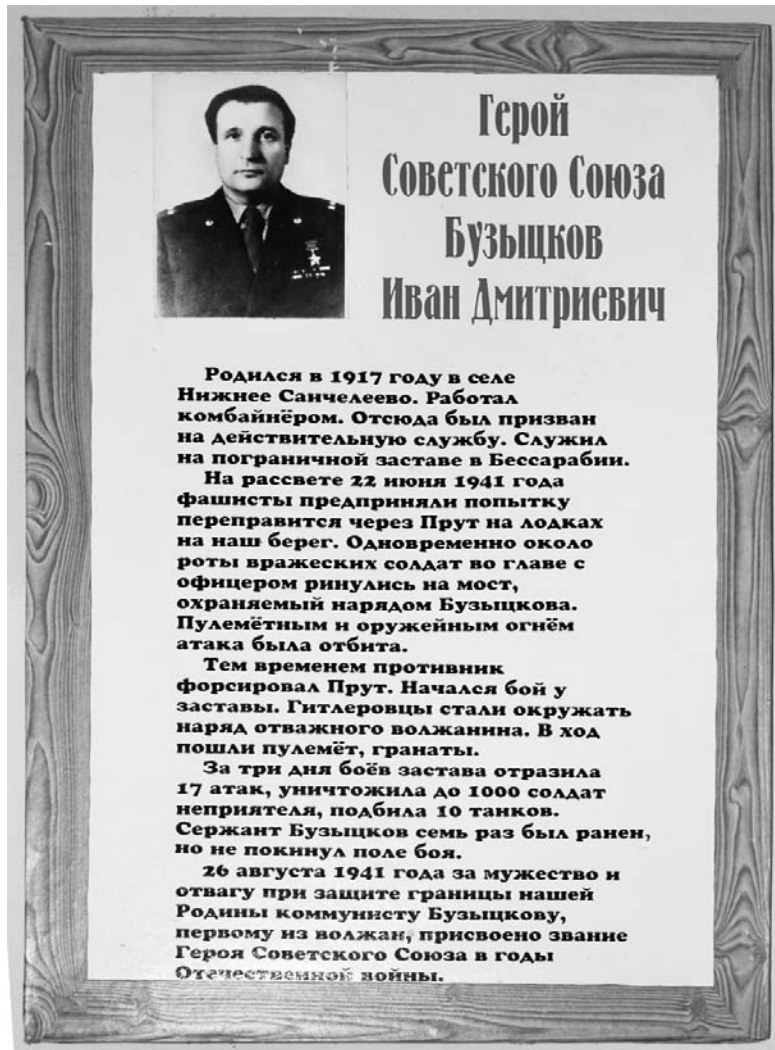 Герой
Советского Союза
Бузыцков
Иван Дмитриевич
Родился в 1917 году в селе
Нижнее Санчелеево. Работал
комбайнёром. Отсюда был призван
на действительную службу. Служил
на пограничной заставе в Бессарабии.
На рассвете 22 июня 1941 года
фашисты предприняли попытку
переправится через Прут на лодках
на наш берег. Одновременно около
роты вражеских солдат во главе с
офицером ринулись на мост,
охраняемый нарядом Бузыцкова.
Пулемётным и оружейным огнём
атака была отбита.
Тем временем противник
форсировал Прут. Начался бой у
заставы. Гитлеровцы стали окружать
наряд отважного волжанина. В ход
пошли пулемёт, гранаты.
За три дня боёв застава отразила
17 атак, уничтожила до 1000 солдат
неприятеля, подбила 10 танков.
Сержант Бузыцков семь раз был ранен,
но не покинул поле боя.
26 августа 1941 года за мужество и
отвагу при защите границы нашей
Родины коммунисту Бузыцкову,
первому из волжан, присвоено звание
Героя Советского Союза в годы
Отечественной войны.